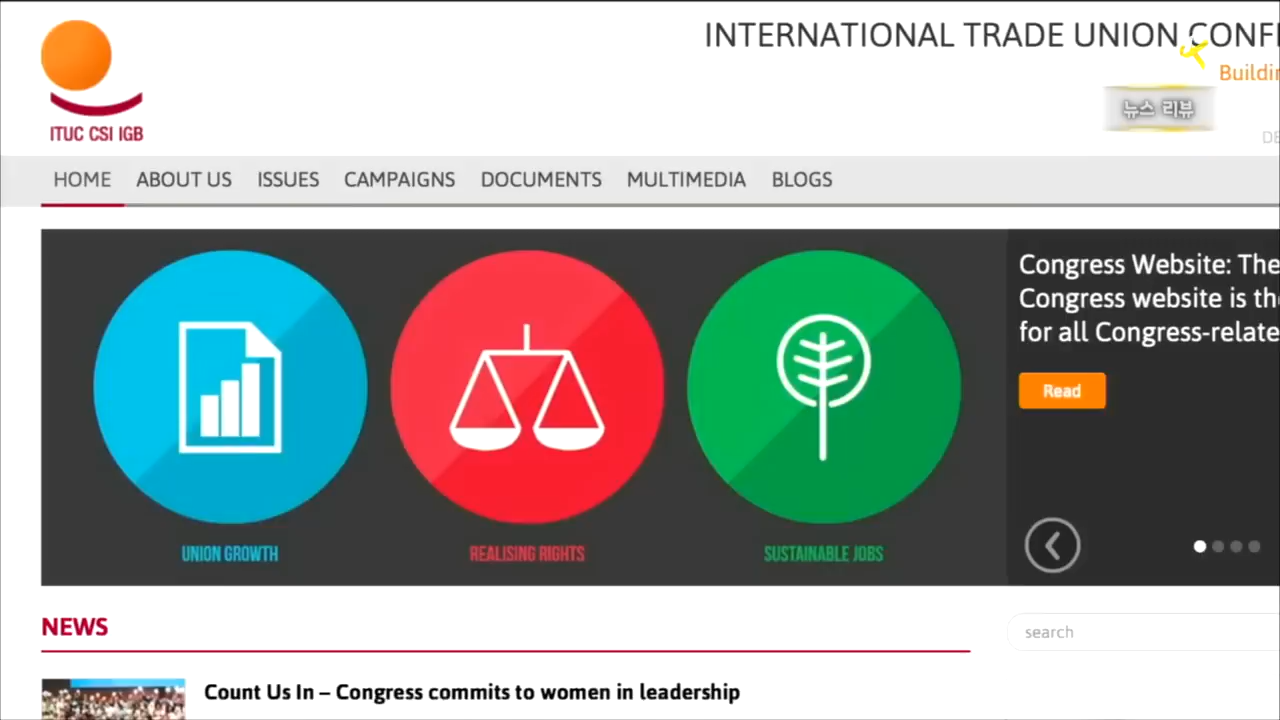 INTERNATIONAL TRADE UNION CONF
Buildin
뉴스 리뷰
ITUC CSI IGB
DE
HOME ABOUT US ISSUES CAMPAIGNS DOCUMENTS MULTIMEDIA BLOGS
Congress Website: The
Congress website is th
for all Congress-relate
Read
UNION GROWTH REALISING RIGHTS SUSTAINABLE JOBS
NEWS
search
Count Us In – Congress commits to women in leadership